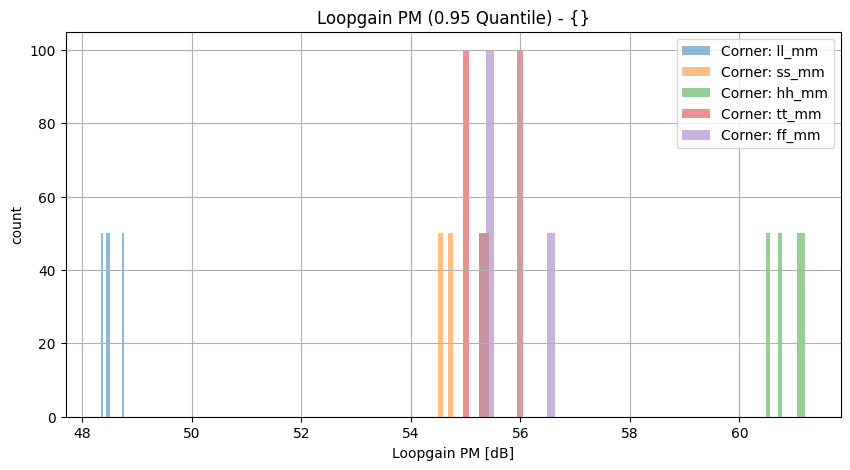 Loopgain PM (0.95 Quantile) - {}
Corner: ll_mm
Corner: ss_mm
Corner: hh_mm
Corner: tt_mm
Corner: ff_mm
100
80
60
40
20
0
count
48 50 52 54 56 58 60
Loopgain PM [dB]